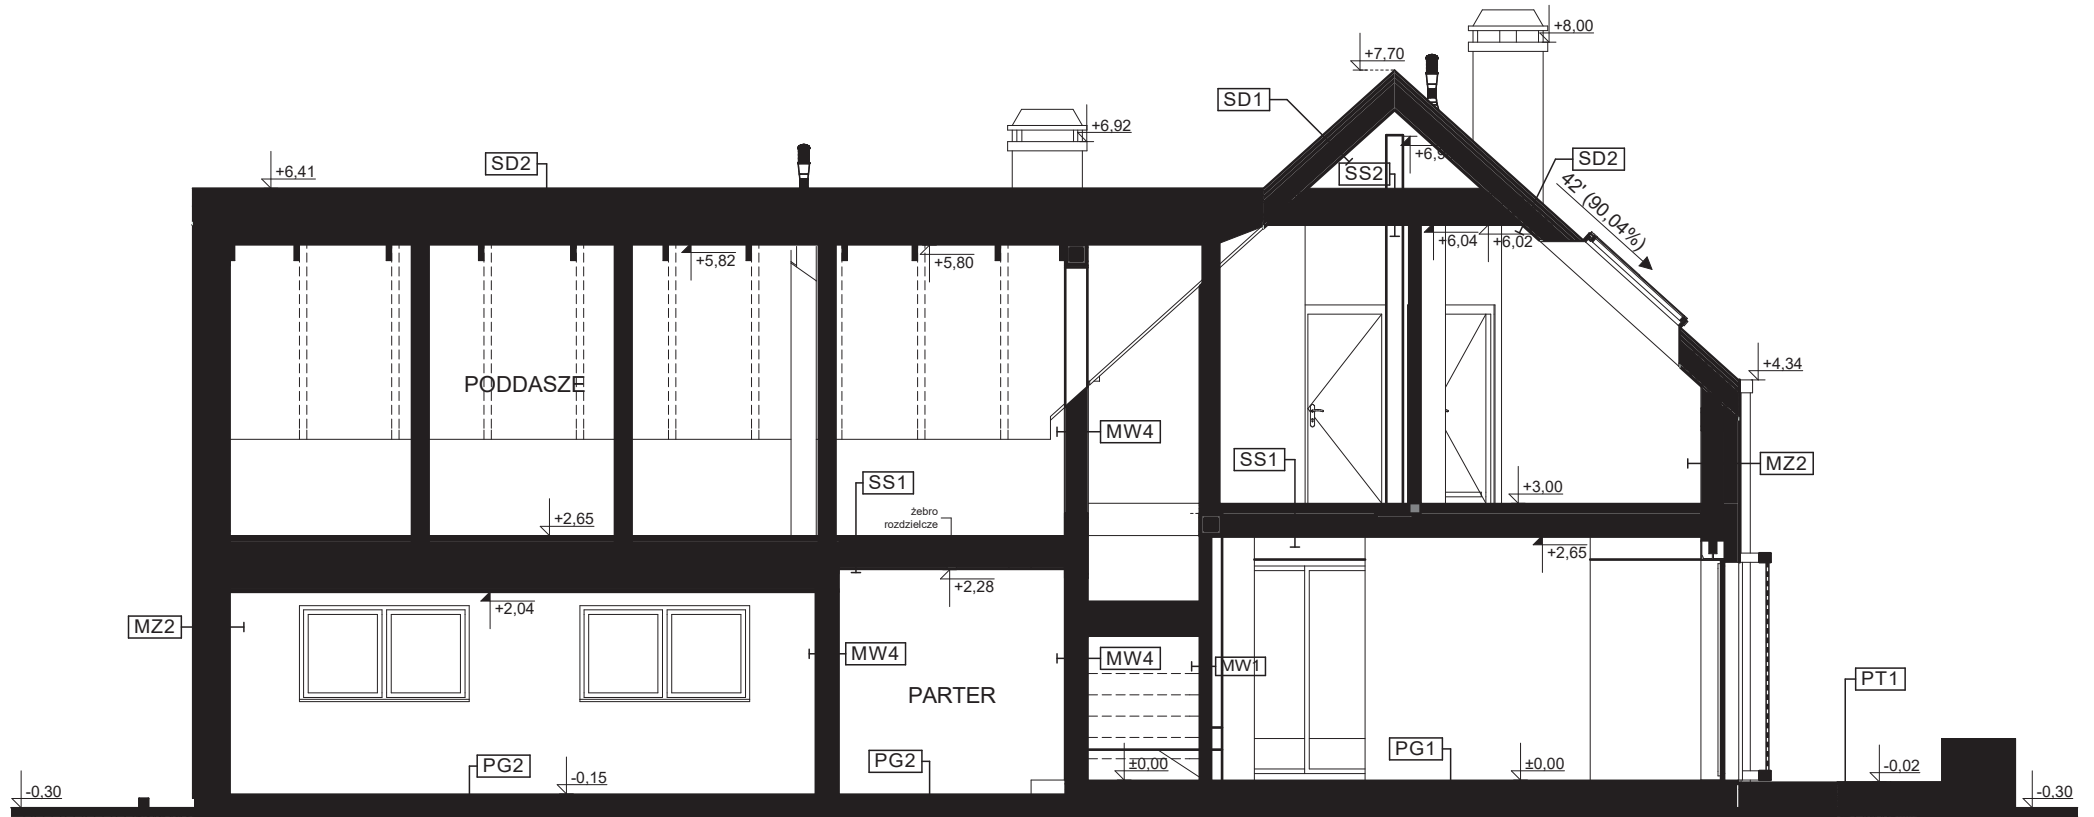 +8,00
+7,70
SD1
+6,92
SD2
SD2
+6,41
+6,9
SS2
42' (90,04%)
+6,04
+6,02
+5,82
+5,80
+4,34
PODDASZE
MW4
SS1
MZ2
SS1
+3,00
żebro
rozdzielcze
+2,65
+2,65
+2,28
+2,04
MZ2
MW4
MW4
MW1
PARTER
PT1
PG1
PG2
PG2
±0,00
±0,00
-0,02
-0,15
-0,30
-0,30